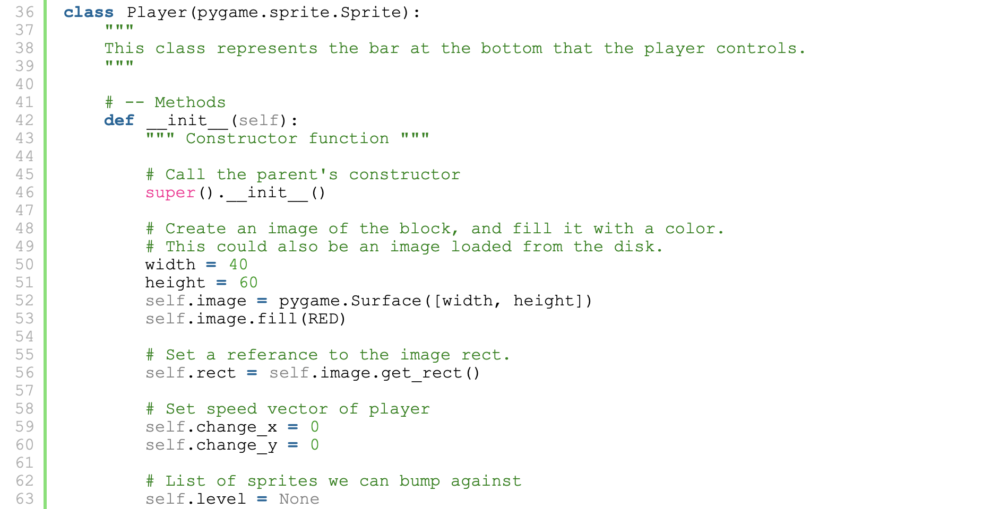 36 class Player(pygame.sprite.Sprite):
37     """
38     This class represents the bar at the bottom that the player controls.
39     """
40
41     # -- Methods
42     def __init__(self):
43         """ Constructor function """
44
45         # Call the parent's constructor
46         super().__init__()
47
48         # Create an image of the block, and fill it with a color.
49         # This could also be an image loaded from the disk.
50         width = 40
51         height = 60
52         self.image = pygame.Surface([width, height])
53         self.image.fill(RED)
54
55         # Set a referance to the image rect.
56         self.rect = self.image.get_rect()
57
58         # Set speed vector of player
59         self.change_x = 0
60         self.change_y = 0
61
62         # List of sprites we can bump against
63         self.level = None